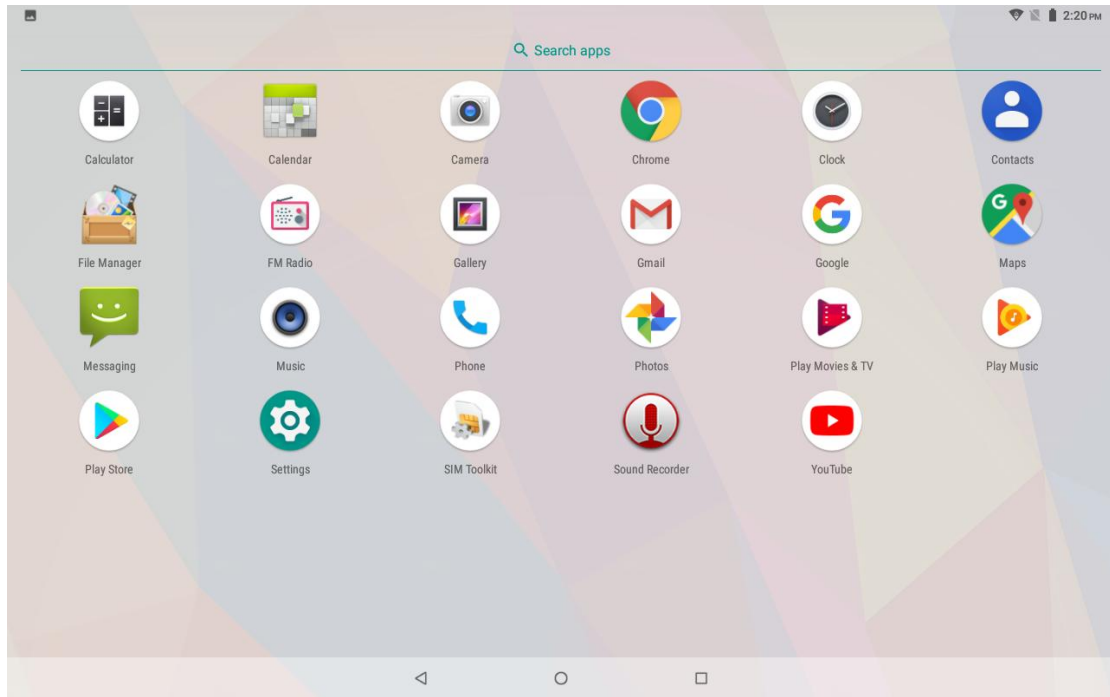 2:20 PM
Search apps
Calculator
Calendar
Camera
Chrome
Clock
Contacts
File Manager
FM Radio
Gallery
Gmail
Google
Maps
Messaging
Music
Phone
Photos
Play Movies & TV
Play Music
Play Store
Settings
SIM Toolkit
Sound Recorder
YouTube